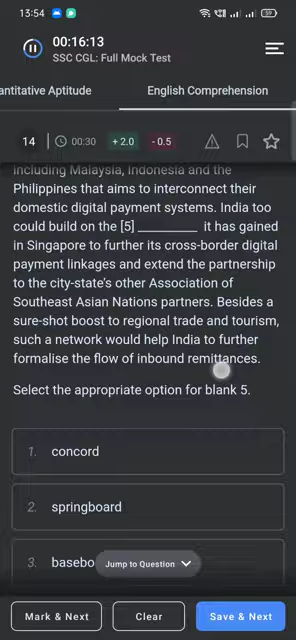 13:54
59
00:16:13
SSC CGL: Full Mock Test
antitative Aptitude
English Comprehension
14
00:30
+ 2.0
- 0.5
including Malaysia, Indonesia and the
Philippines that aims to interconnect their
domestic digital payment systems. India too
could build on the [5] __________ it has gained
in Singapore to further its cross-border digital
payment linkages and extend the partnership
to the city-state's other Association of
Southeast Asian Nations partners. Besides a
sure-shot boost to regional trade and tourism,
such a network would help India to further
formalise the flow of inbound remittances.
Select the appropriate option for blank 5.
1. concord
2. springboard
3. basebo
Jump to Question
Mark & Next
Clear
Save & Next